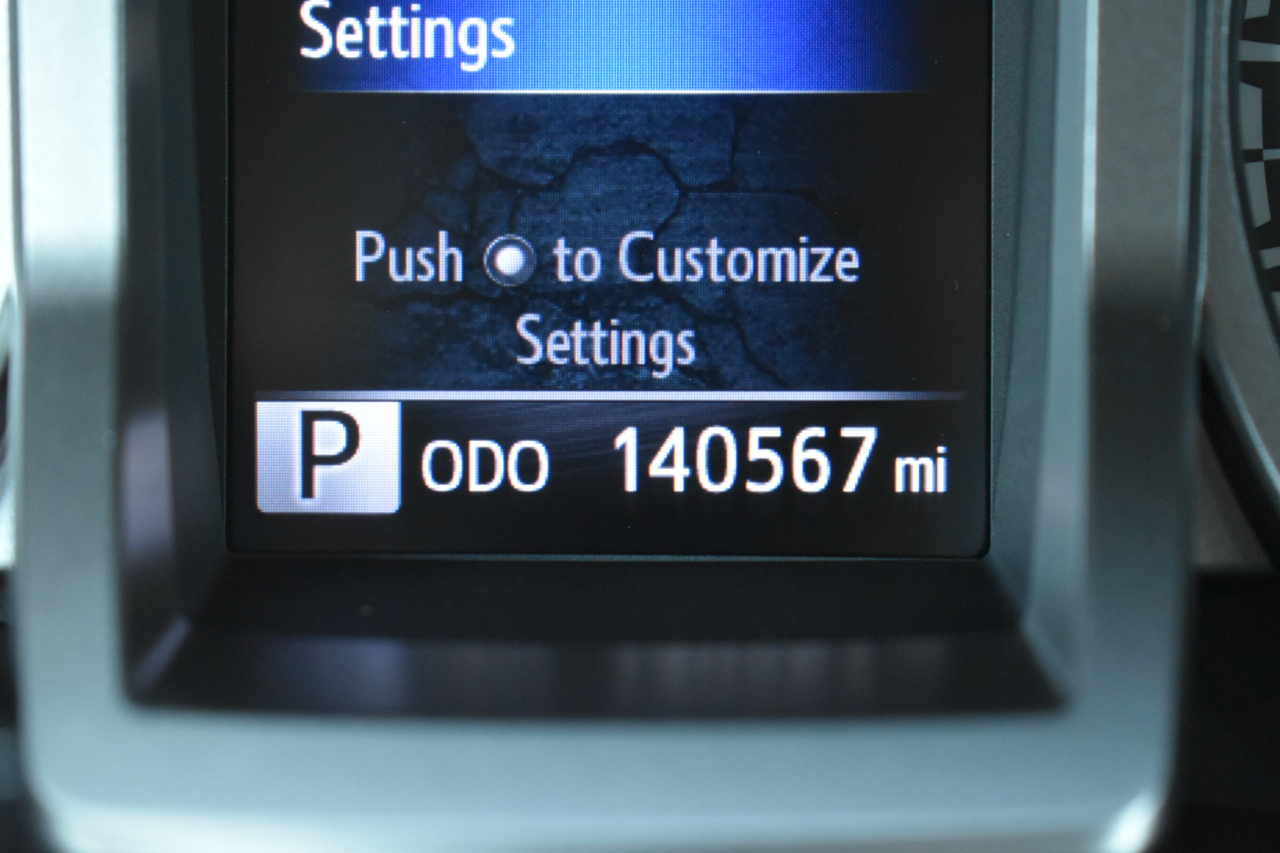 Settings
Push to Customize
Settings
P ODO 140567 mi